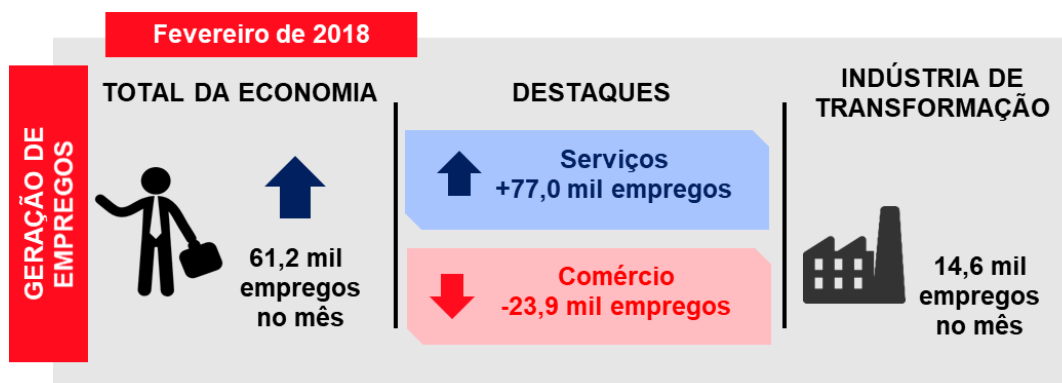 Fevereiro de 2018
GERAÇÃO DE
EMPREGOS
TOTAL DA ECONOMIA
61,2 mil
empregos
no mês
DESTAQUES
Serviços
+77,0 mil empregos
Comércio
-23,9 mil empregos
INDÚSTRIA DE
TRANSFORMAÇÃO
14,6 mil
empregos
no mês